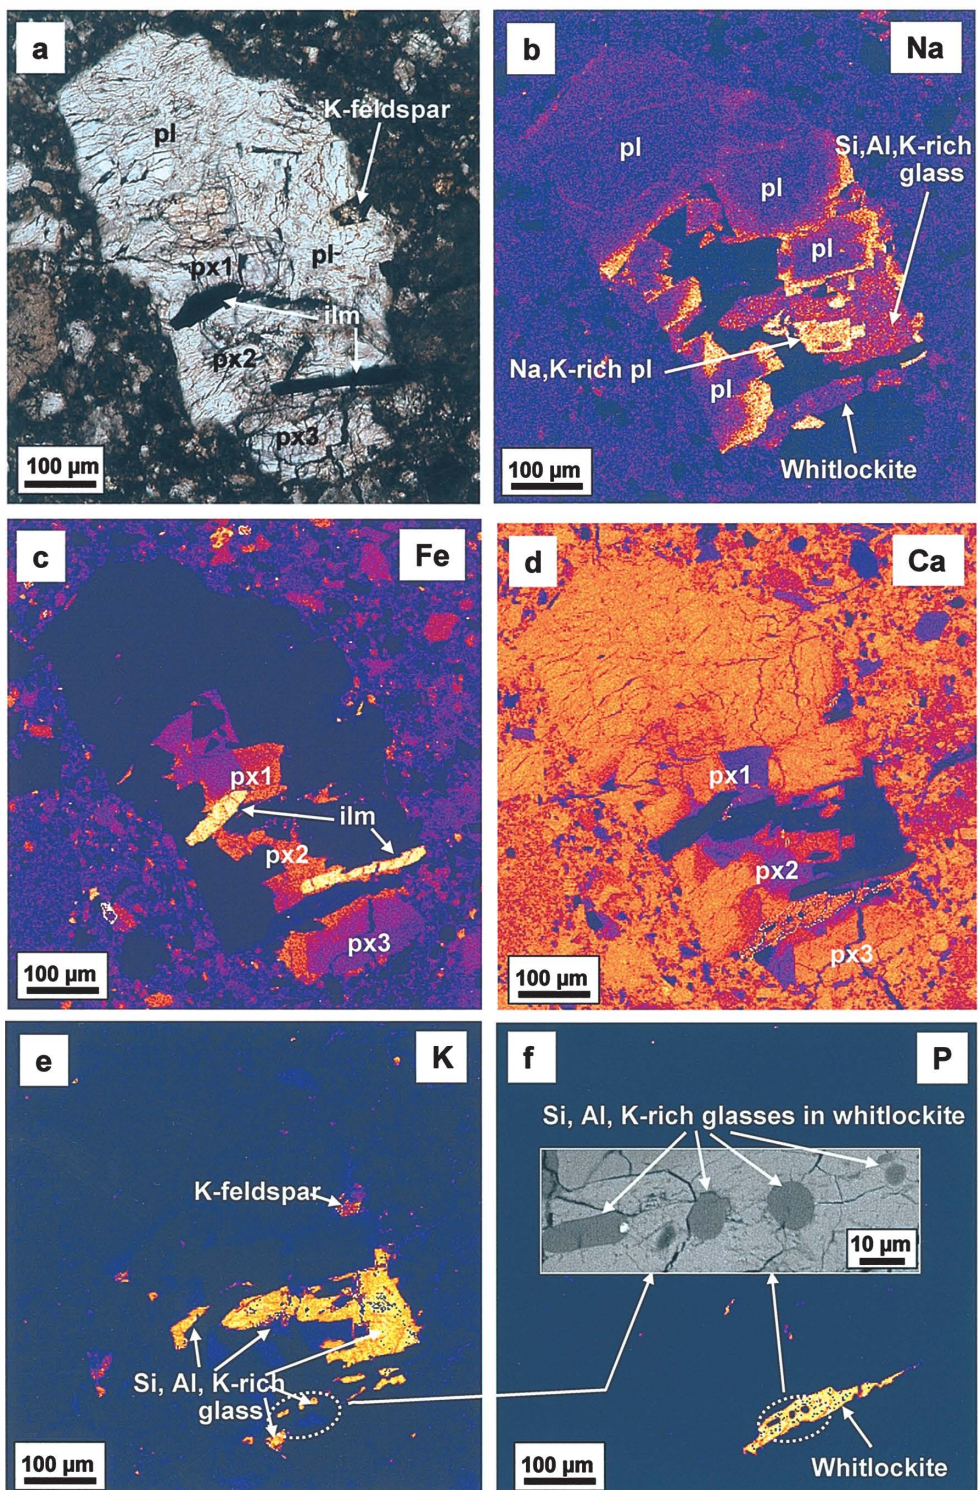 a
K-feldspar
pl
px1
pl
ilm
px2
px3
100 µm
b
Na
pl
pl
Si,Al,K-rich
glass
pl
Na,K-rich pl
pl
Whitlockite
100 µm
c
Fe
px1
ilm
px2
px3
100 µm
d
Ca
px1
px2
px3
100 µm
e
K
K-feldspar
Si, Al, K-rich
glass
100 µm
f
P
Si, Al, K-rich glasses in whitlockite
10 µm
Whitlockite
100 µm